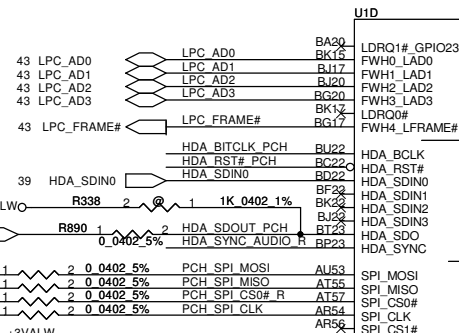 U1D
BA20 LDRQ1#_GPIO23
43 LPC_AD0 LPC_AD0 BK15 FWH0_LAD0
43 LPC_AD1 LPC_AD1 BJ17 FWH1_LAD1
43 LPC_AD2 LPC_AD2 BJ20 FWH2_LAD2
43 LPC_AD3 LPC_AD3 BG20 FWH3_LAD3
BK17 LDRQ0#
43 LPC_FRAME# LPC_FRAME# BG17 FWH4_LFRAME#
HDA_BITCLK_PCH BU22 HDA_BCLK
HDA_RST#_PCH BC22 HDA_RST#
39 HDA_SDIN0 HDA_SDIN0 BD22 HDA_SDIN0
BF22 HDA_SDIN1
LW R338 2 @ 1 1K_0402_1% BK22 HDA_SDIN2
BJ22 HDA_SDIN3
R890 1 2 HDA_SDOUT_PCH BT23 HDA_SDO
0_0402_5% HDA_SYNC_AUDIO_R BP23 HDA_SYNC
1 2 0_0402_5% PCH_SPI_MOSI AU53 SPI_MOSI
1 2 0_0402_5% PCH_SPI_MISO AT55 SPI_MISO
1 2 0_0402_5% PCH_SPI_CS0#_R AT57 SPI_CS0#
1 2 0_0402_5% PCH_SPI_CLK AR54 SPI_CLK
AR56 SPI_CS1#
+3VALW